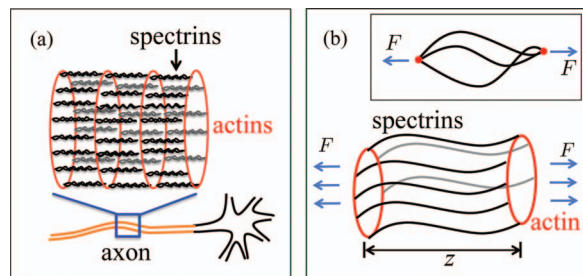 (a)
spectrins
actins
axon
(b)
F
F
spectrins
F
F
actin
z